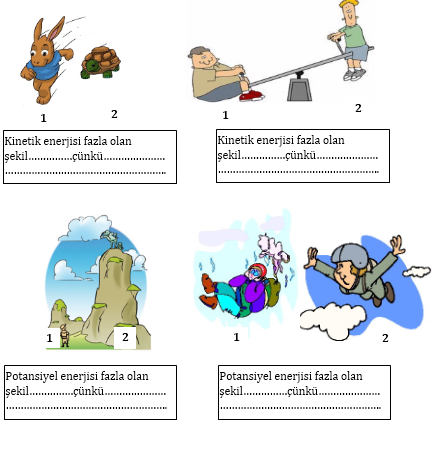 1
2
1
2
Kinetik enerjisi fazla olan
şekil...............çünkü.....................
........................................................
Kinetik enerjisi fazla olan
şekil...............çünkü.....................
........................................................
1
2
1
2
Potansiyel enerjisi fazla olan
şekil...............çünkü.....................
........................................................
Potansiyel enerjisi fazla olan
şekil...............çünkü.....................
........................................................